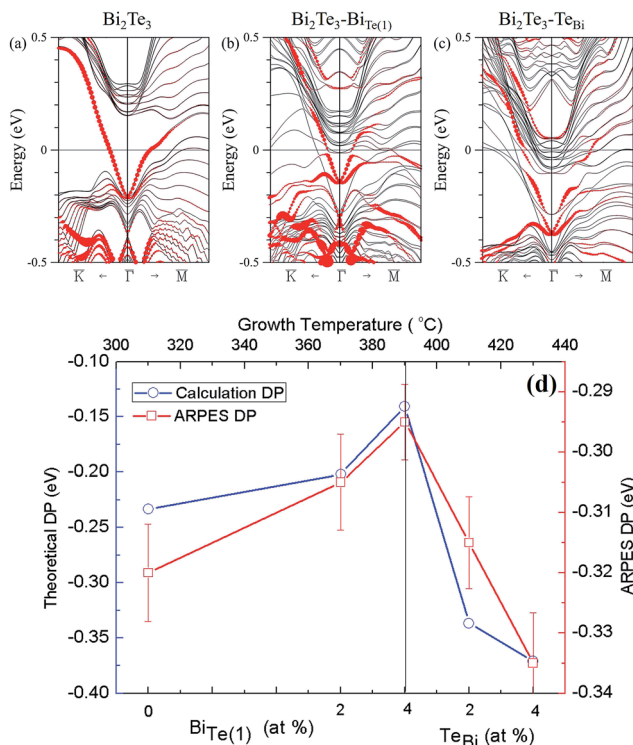 Bi₂Te₃
Bi₂Te₃-Bi_Te(1)
Bi₂Te₃-Te_Bi
(a)
(b)
(c)
0.5
0
-0.5
Energy (eV)
K̅ ← Γ̅ → M̅
0.5
0
-0.5
Energy (eV)
K̅ ← Γ̅ → M̅
0.5
0
-0.5
Energy (eV)
K̅ ← Γ̅ → M̅
Growth Temperature ( °C)
300 320 340 360 380 400 420 440
(d)
Calculation DP
ARPES DP
-0.10
-0.15
-0.20
-0.25
-0.30
-0.35
-0.40
Theoretical DP (eV)
-0.29
-0.30
-0.31
-0.32
-0.33
-0.34
ARPES DP (eV)
0 2 4 2 4
Bi_Te(1) (at %)
Te_Bi (at %)